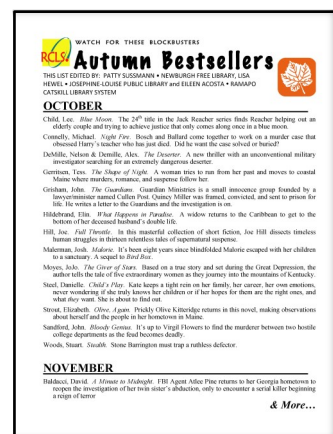 WATCH FOR THESE BLOCKBUSTERS
RCLS
Autumn Bestsellers
THIS LIST EDITED BY: PATTY SUSSMANN • NEWBURGH FREE LIBRARY, LISA
HEWEL • JOSEPHINE-LOUISE PUBLIC LIBRARY and EILEEN ACOSTA • RAMAPO
CATSKILL LIBRARY SYSTEM
OCTOBER
Child, Lee. Blue Moon. The 24th title in the Jack Reacher series finds Reacher helping out an
elderly couple and trying to achieve justice that only comes along once in a blue moon.
Connelly, Michael. Night Fire. Bosch and Ballard come together to work on a murder case that
obsessed Harry's teacher who has just died. Did he want the case solved or buried?
DeMille, Nelson & Demille, Alex. The Deserter. A new thriller with an unconventional military
investigator searching for an extremely dangerous deserter.
Gerritsen, Tess. The Shape of Night. A woman tries to run from her past and moves to coastal
Maine where murders, romance, and suspense follow her.
Grisham, John. The Guardians. Guardian Ministries is a small innocence group founded by a
lawyer/minister named Cullen Post. Quincy Miller was framed, convicted, and sent to prison for
life. He writes a letter to the Guardians and the investigation is on.
Hildebrand, Elin. What Happens in Paradise. A widow returns to the Caribbean to get to the
bottom of her deceased husband's double life.
Hill, Joe. Full Throttle. In this masterful collection of short fiction, Joe Hill dissects timeless
human struggles in thirteen relentless tales of supernatural suspense.
Malerman, Josh. Malorie. It's been eight years since blindfolded Malorie escaped with her children
to a sanctuary. A sequel to Bird Box.
Moyes, JoJo. The Giver of Stars. Based on a true story and set during the Great Depression, the
author tells the tale of five extraordinary women as they journey into the mountains of Kentucky.
Steel, Danielle. Child's Play. Kate keeps a tight rein on her family, her career, her own emotions,
never wondering if she truly knows her children or if her hopes for them are the right ones, and
what they want. She is about to find out.
Strout, Elizabeth. Olive, Again. Prickly Olive Kitteridge returns in this novel, making observations
about herself and the people in her hometown in Maine.
Sandford, John. Bloody Genius. It's up to Virgil Flowers to find the murderer between two hostile
college departments as the feud becomes deadly.
Woods, Stuart. Stealth. Stone Barrington must trap a ruthless defector.
NOVEMBER
Baldacci, David. A Minute to Midnight. FBI Agent Atlee Pine returns to her Georgia hometown to
reopen the investigation of her twin sister's abduction, only to encounter a serial killer beginning
a reign of terror
& More…